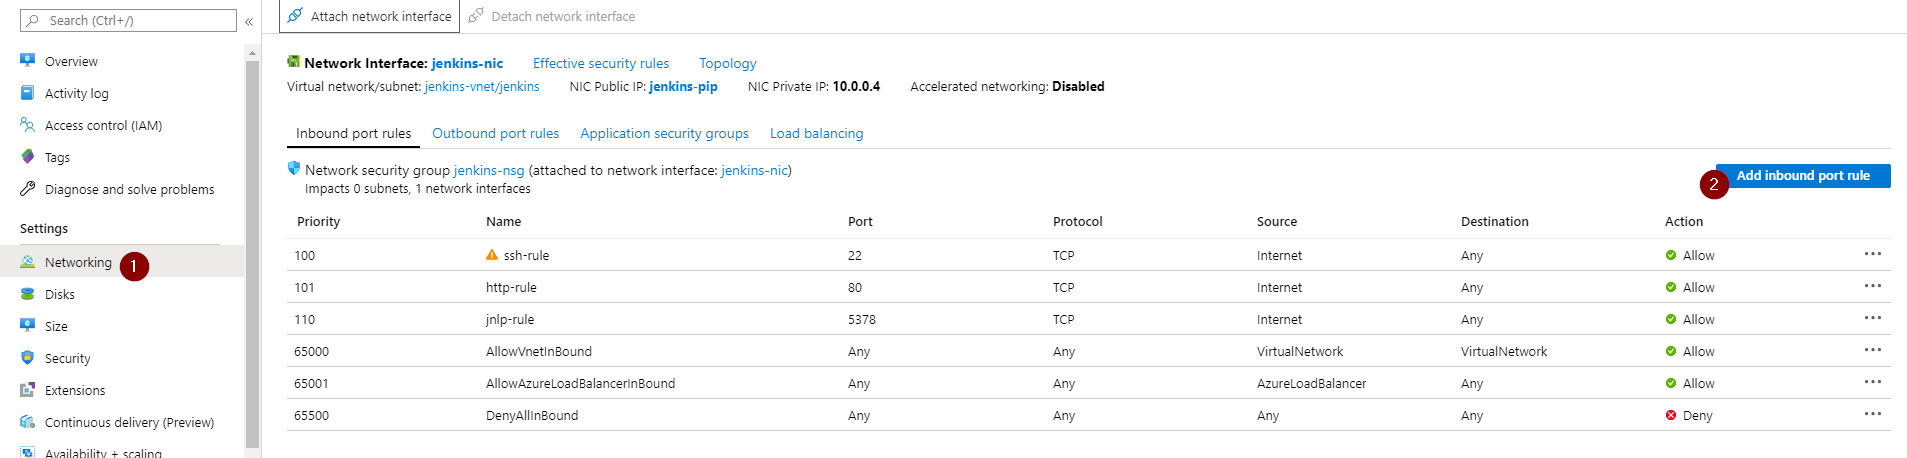 Search (Ctrl+/)
«
Overview
Activity log
Access control (IAM)
Tags
Diagnose and solve problems
Settings
Networking 1
Disks
Size
Security
Extensions
Continuous delivery (Preview)
Availability + scaling
Attach network interface Detach network interface
Network Interface: jenkins-nic Effective security rules Topology
Virtual network/subnet: jenkins-vnet/jenkins NIC Public IP: jenkins-pip NIC Private IP: 10.0.0.4 Accelerated networking: Disabled
Inbound port rules Outbound port rules Application security groups Load balancing
Network security group jenkins-nsg (attached to network interface: jenkins-nic)
Impacts 0 subnets, 1 network interfaces
2 Add inbound port rule
Priority Name Port Protocol Source Destination Action
100 ssh-rule 22 TCP Internet Any Allow ...
101 http-rule 80 TCP Internet Any Allow ...
110 jnlp-rule 5378 TCP Internet Any Allow ...
65000 AllowVnetInBound Any Any VirtualNetwork VirtualNetwork Allow ...
65001 AllowAzureLoadBalancerInBound Any Any AzureLoadBalancer Any Allow ...
65500 DenyAllInBound Any Any Any Any Deny ...